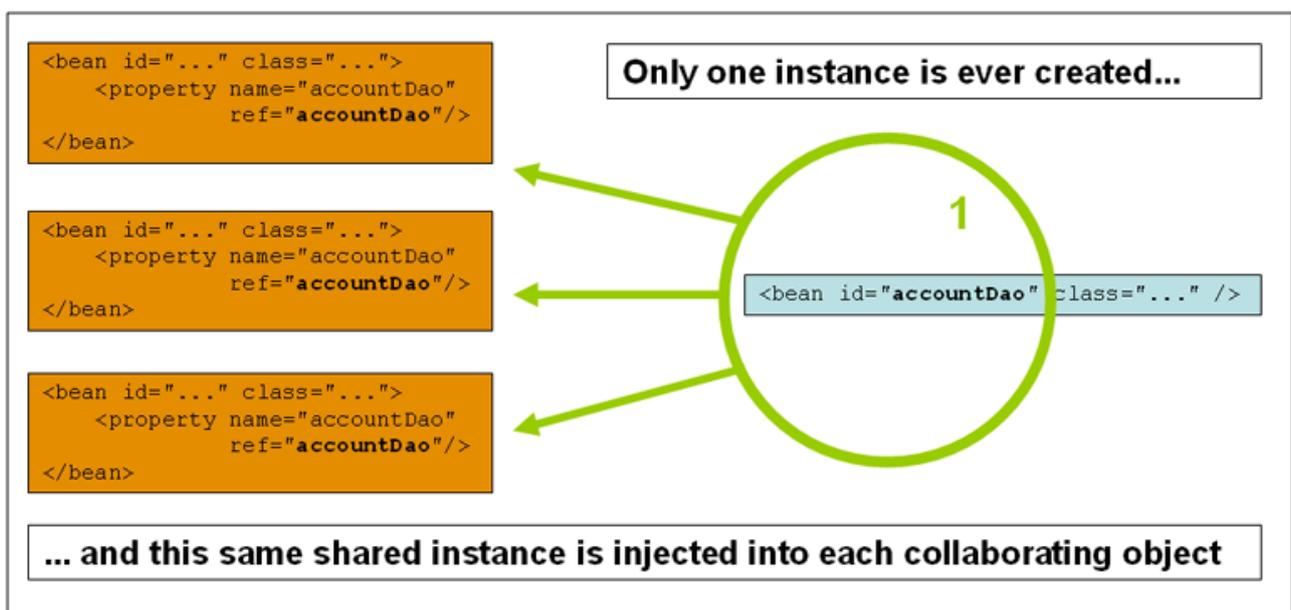 <bean id="..." class="...">
<property name="accountDao"
ref="accountDao"/>
</bean>
Only one instance is ever created...
<bean id="..." class="...">
<property name="accountDao"
ref="accountDao"/>
</bean>
1
<bean id="accountDao" class="..." />
<bean id="..." class="...">
<property name="accountDao"
ref="accountDao"/>
</bean>
... and this same shared instance is injected into each collaborating object